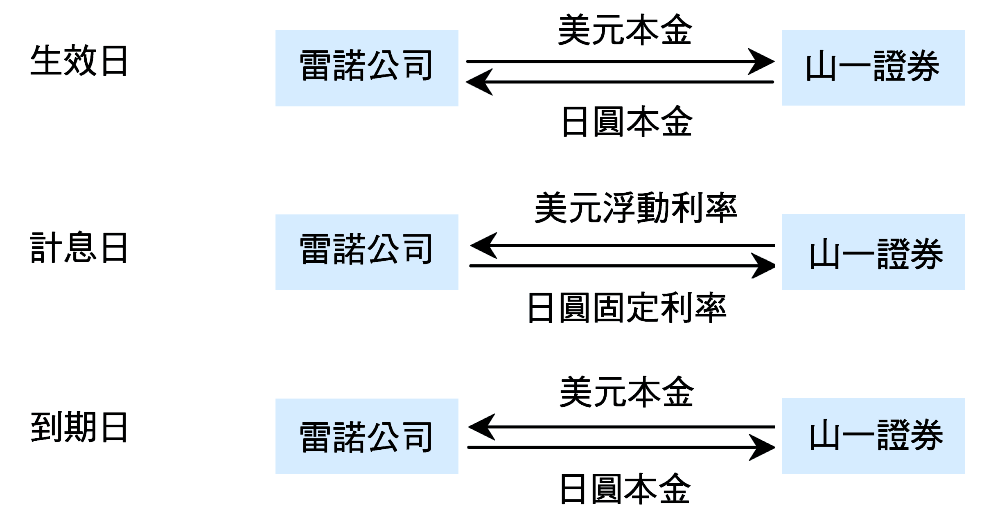 美元本金
生效日
雷諾公司
山一證券
日圓本金
美元浮動利率
計息日
雷諾公司
山一證券
日圓固定利率
美元本金
到期日
雷諾公司
山一證券
日圓本金